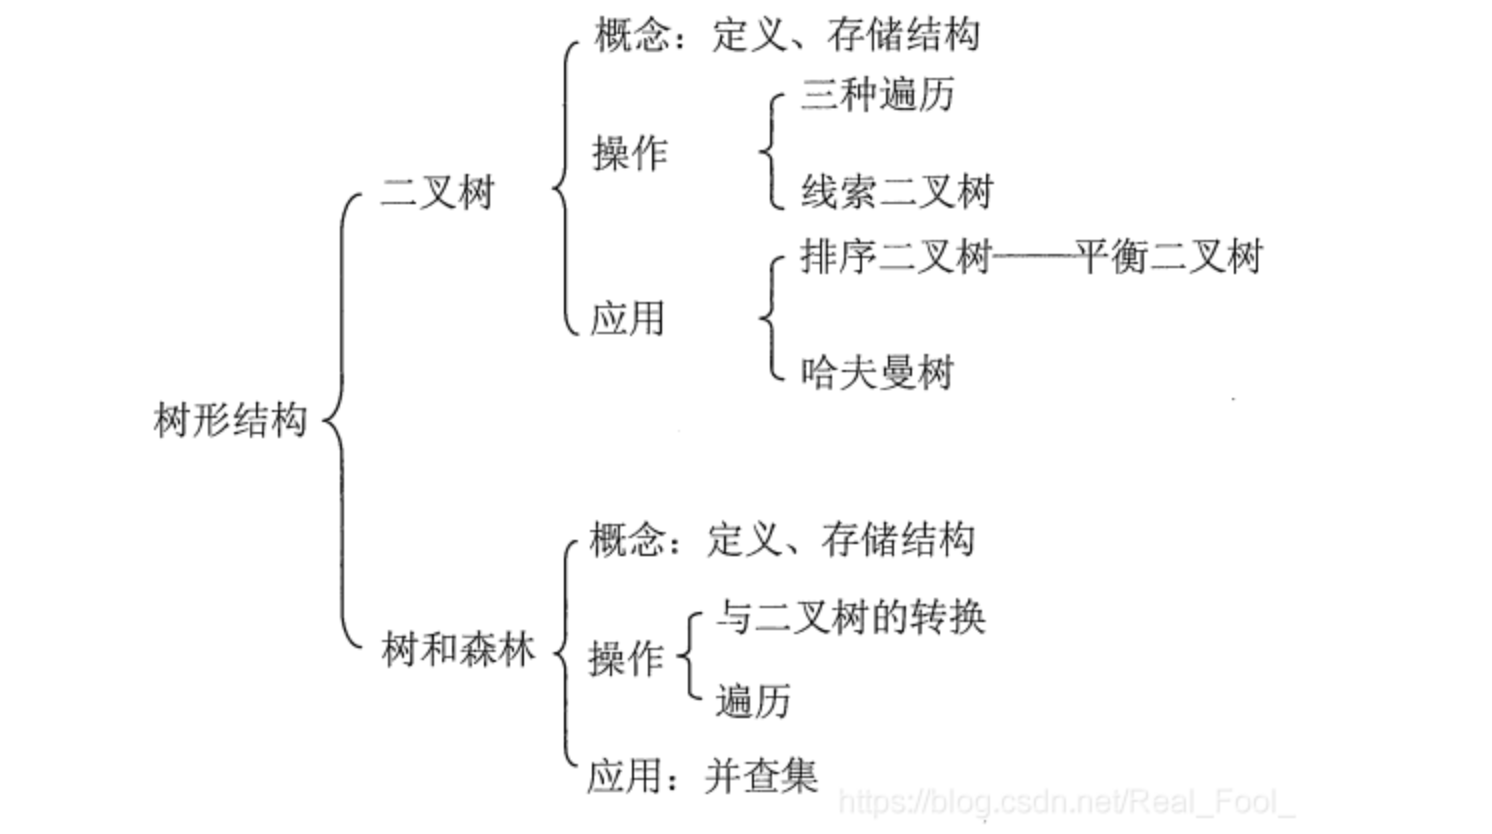 树形结构
二叉树
概念：定义、存储结构
操作
三种遍历
线索二叉树
应用
排序二叉树——平衡二叉树
哈夫曼树
树和森林
概念：定义、存储结构
操作
与二叉树的转换
遍历
应用：并查集
https://blog.csdn.net/Real_Fool_